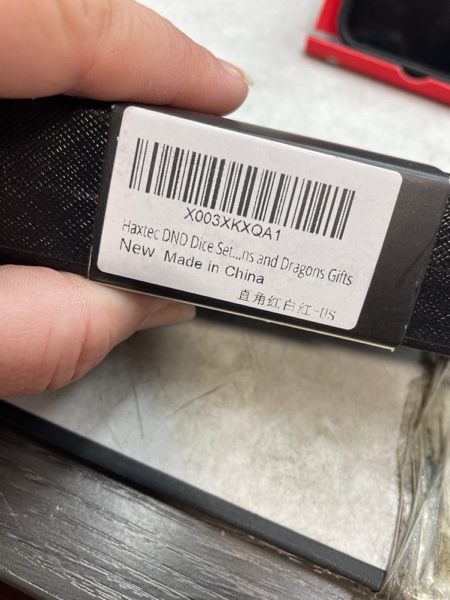 X003XKXQA1
Haxtec DND Dice Set...ns and Dragons Gifts
New Made in China
直角红白红-US